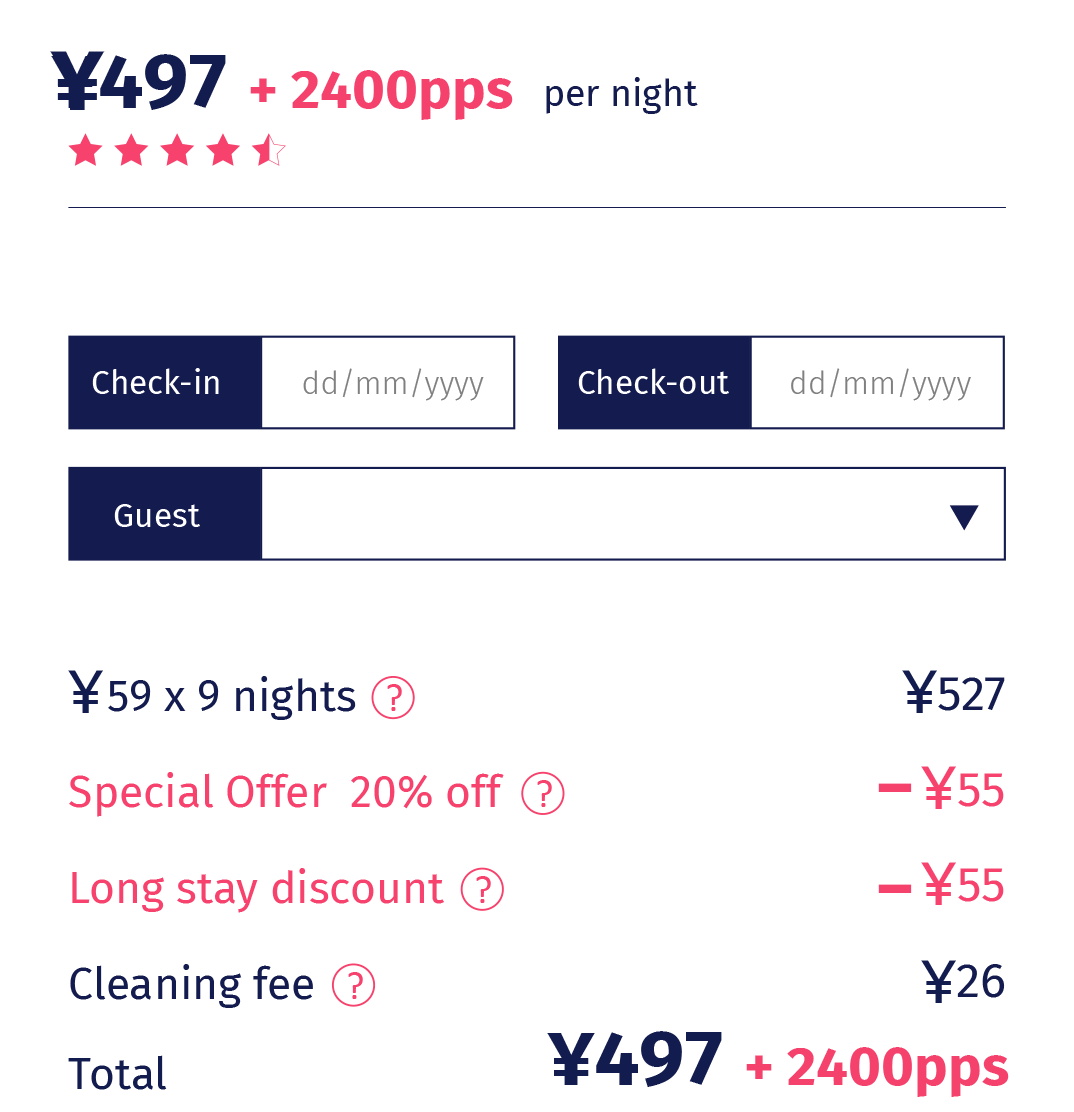 ¥497 + 2400pps per night
Check-in dd/mm/yyyy Check-out dd/mm/yyyy
Guest
¥59 x 9 nights ? ¥527
Special Offer 20% off ? – ¥55
Long stay discount ? – ¥55
Cleaning fee ? ¥26
Total ¥497 + 2400pps